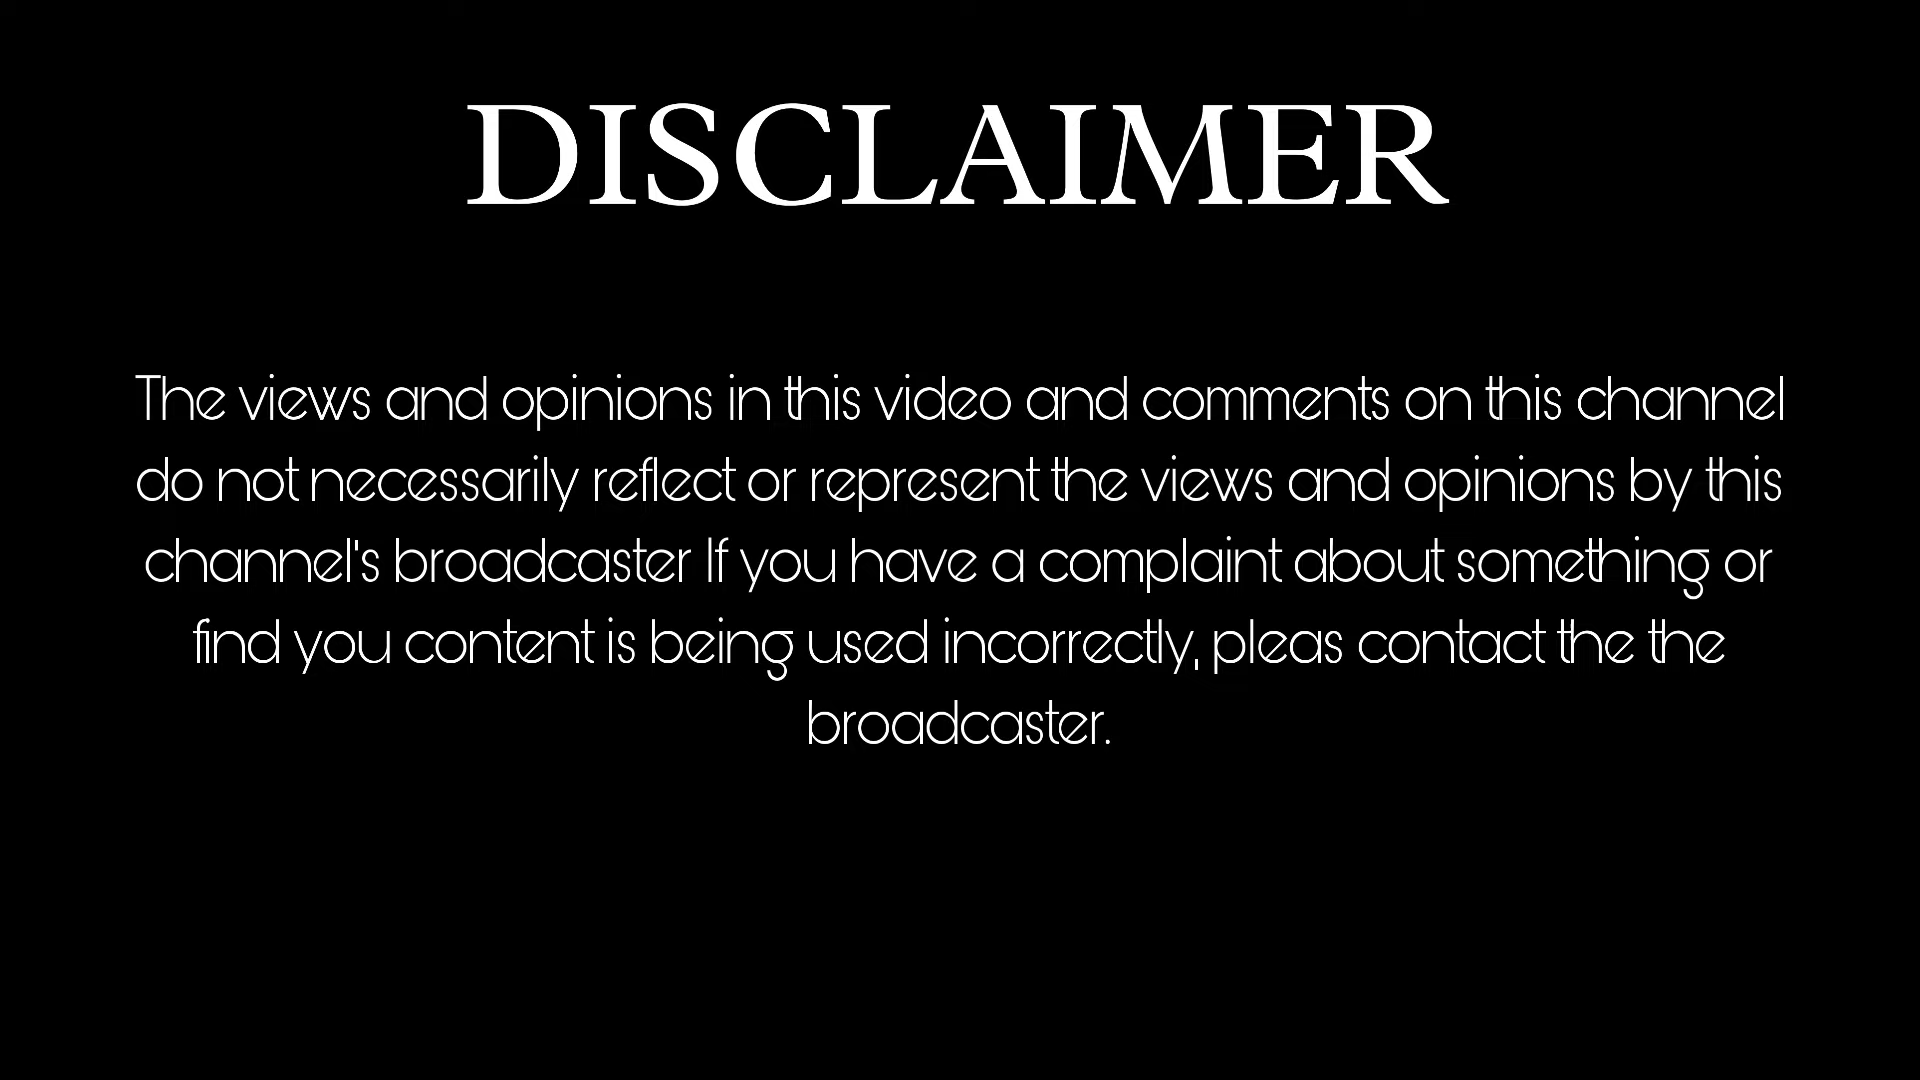 DISCLAIMER
The views and opinions in this video and comments on this channel
do not necessarily reflect or represent the views and opinions by this
channel's broadcaster If you have a complaint about something or
find you content is being used incorrectly, pleas contact the the
broadcaster.